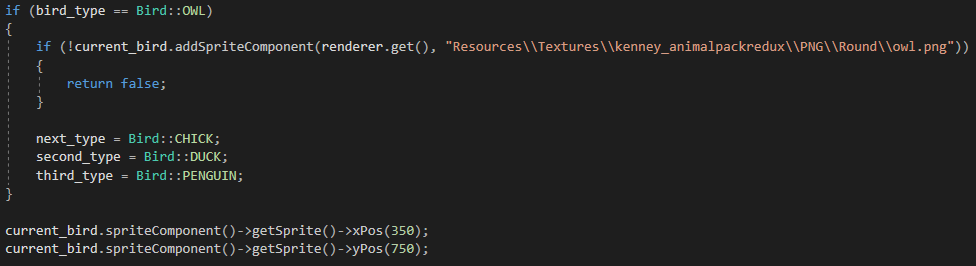 if (bird_type == Bird::OWL)
{
    if (!current_bird.addSpriteComponent(renderer.get(), "Resources\\Textures\\kenney_animalpackredux\\PNG\\Round\\owl.png"))
    {
        return false;
    }

    next_type = Bird::CHICK;
    second_type = Bird::DUCK;
    third_type = Bird::PENGUIN;
}

current_bird.spriteComponent()->getSprite()->xPos(350);
current_bird.spriteComponent()->getSprite()->yPos(750);